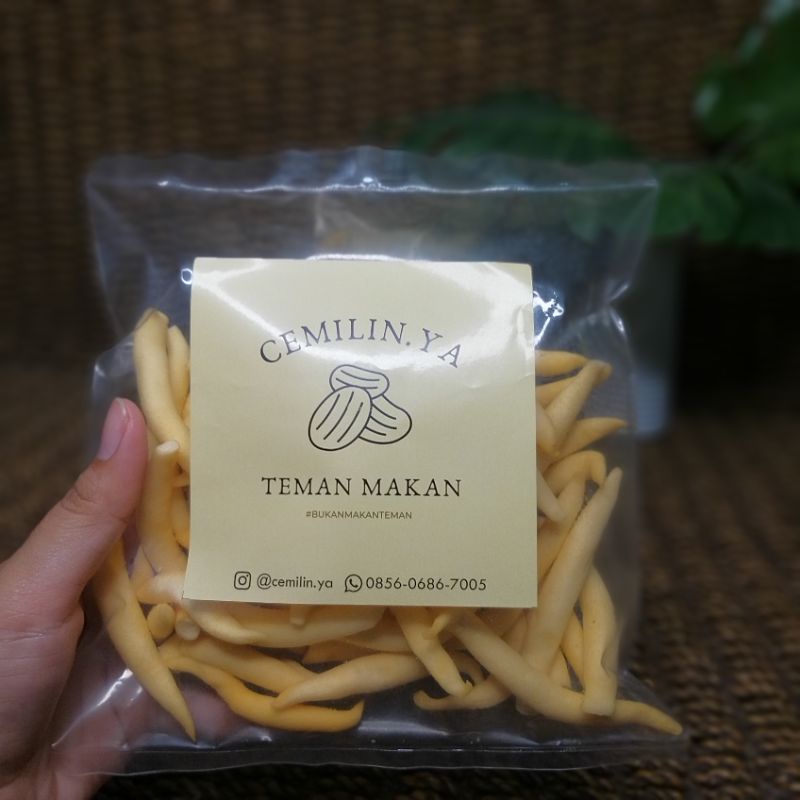 CEMILIN.YA
TEMAN MAKAN
#BUKANMAKANTEMAN
@cemilin.ya 0856-0686-7005